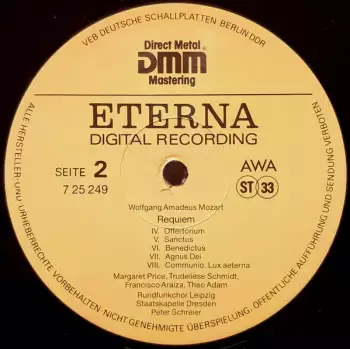 VEB DEUTSCHE SCHALLPLATTEN BERLIN DDR
Direct Metal
DMM
Mastering
ETERNA
DIGITAL RECORDING
SEITE 2
7 25 249
AWA
ST 33
Wolfgang Amadeus Mozart
Requiem
IV. Offertorium
V. Sanctus
VI. Benedictus
VII. Agnus Dei
VIII. Communio: Lux aeterna
Margaret Price, Trudeliese Schmidt,
Francisco Araiza, Theo Adam
Rundfunkchor Leipzig
Staatskapelle Dresden
Peter Schreier
ALLE HERSTELLER- UND URHEBERRECHTE VORBEHALTEN · NICHT GENEHMIGTE ÜBERSPIELUNG · ÖFFENTLICHE AUFFÜHRUNG UND SENDUNG VERBOTEN